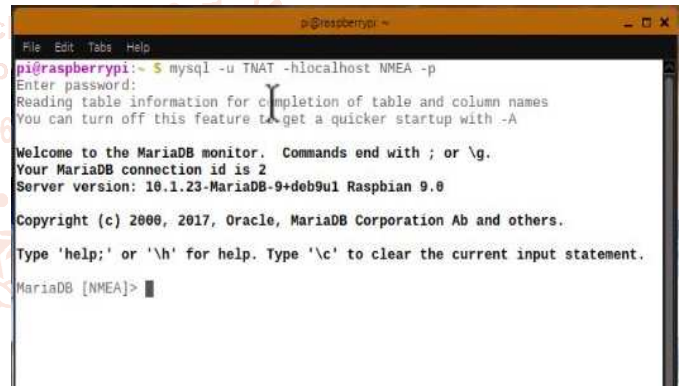 pi@raspberrypi: ~
File Edit Tabs Help
pi@raspberrypi:~ $ mysql -u TNAT -hlocalhost NMEA -p
Enter password:
Reading table information for completion of table and column names
You can turn off this feature to get a quicker startup with -A
Welcome to the MariaDB monitor. Commands end with ; or \g.
Your MariaDB connection id is 2
Server version: 10.1.23-MariaDB-9+deb9u1 Raspbian 9.0
Copyright (c) 2000, 2017, Oracle, MariaDB Corporation Ab and others.
Type 'help;' or '\h' for help. Type '\c' to clear the current input statement.
MariaDB [NMEA]>